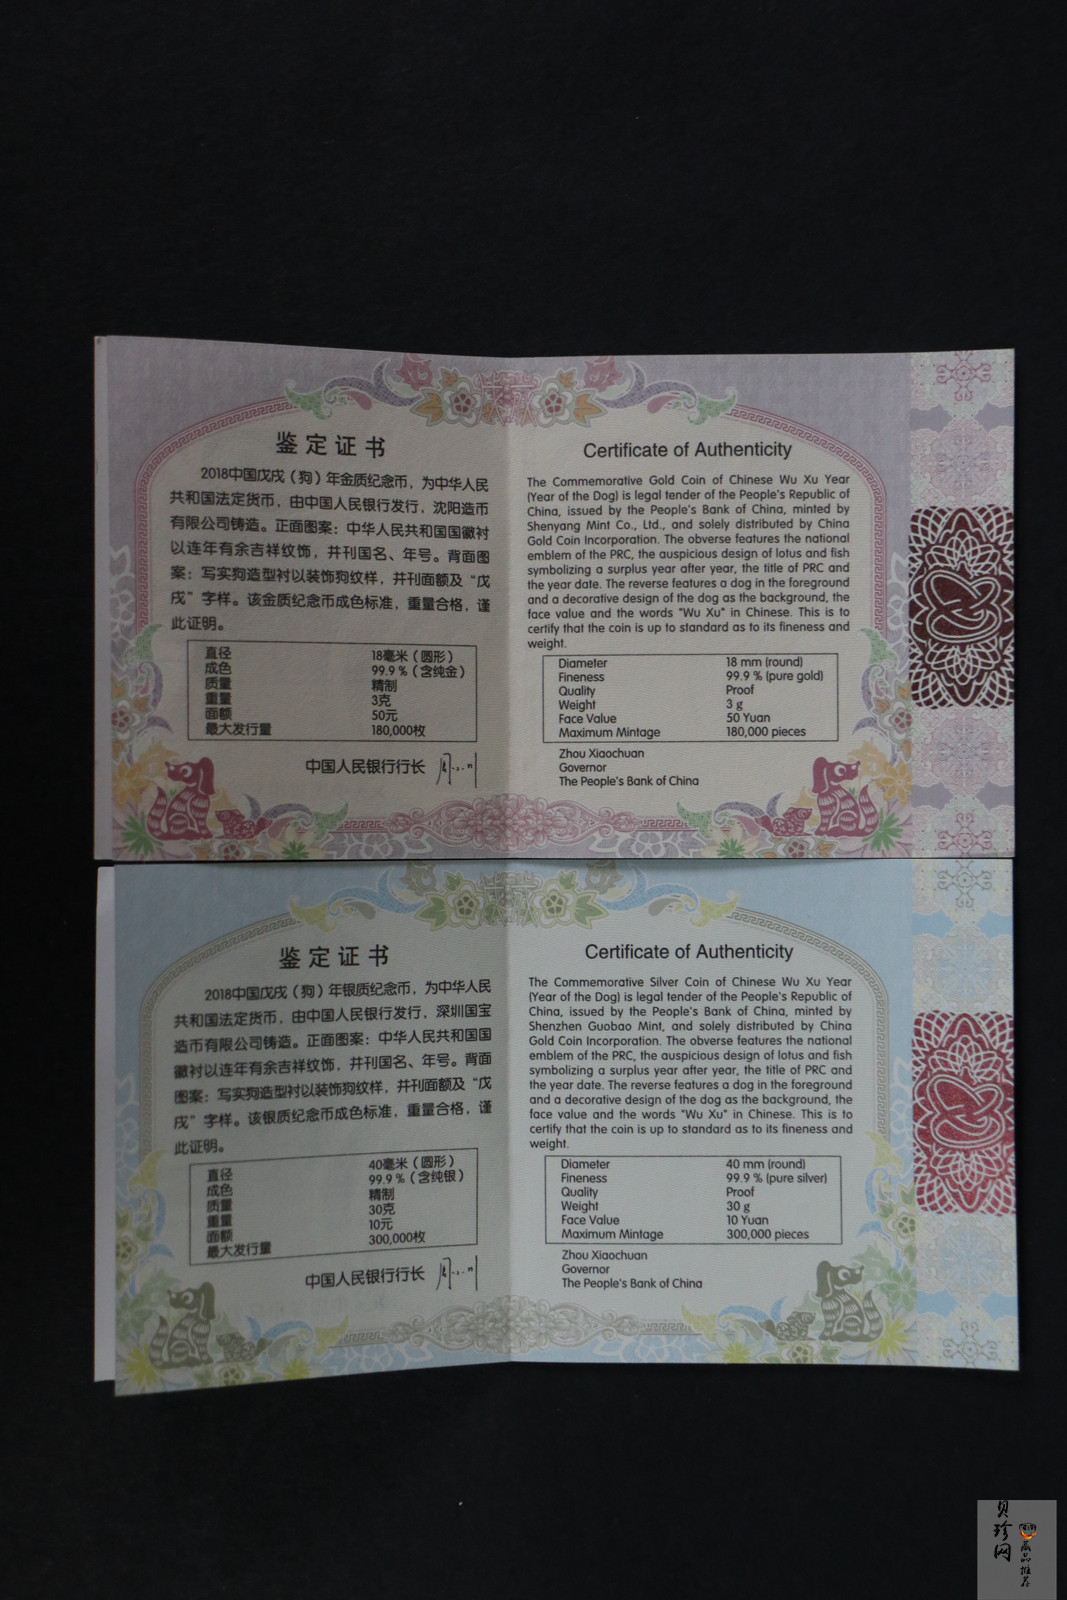 鉴定证书
2018中国戊戌（狗）年金质纪念币，为中华人民
共和国法定货币，由中国人民银行发行，沈阳造币
有限公司铸造。正面图案：中华人民共和国国徽衬
以连年有余吉祥纹饰，并刊国名、年号。背面图
案：写实狗造型衬以装饰狗纹样，并刊面额及“戊
戌”字样。该金质纪念币成色标准，重量合格，谨
此证明。
直径 18毫米（圆形）
成色 99.9 %（含纯金）
质量 精制
重量 3克
面额 50元
最大发行量 180,000枚
中国人民银行行长
Certificate of Authenticity
The Commemorative Gold Coin of Chinese Wu Xu Year
(Year of the Dog) is legal tender of the People's Republic of
China, issued by the People's Bank of China, minted by
Shenyang Mint Co., Ltd., and solely distributed by China
Gold Coin Incorporation. The obverse features the national
emblem of the PRC, the auspicious design of lotus and fish
symbolizing a surplus year after year, the title of PRC and
the year date. The reverse features a dog in the foreground
and a decorative design of the dog as the background, the
face value and the words "Wu Xu" in Chinese. This is to
certify that the coin is up to standard as to its fineness and
weight.
Diameter 18 mm (round)
Fineness 99.9 % (pure gold)
Quality Proof
Weight 3 g
Face Value 50 Yuan
Maximum Mintage 180,000 pieces
Zhou Xiaochuan
Governor
The People's Bank of China
鉴定证书
2018中国戊戌（狗）年银质纪念币，为中华人民
共和国法定货币，由中国人民银行发行，深圳国宝
造币有限公司铸造。正面图案：中华人民共和国国
徽衬以连年有余吉祥纹饰，并刊国名、年号。背面
图案：写实狗造型衬以装饰狗纹样，并刊面额及“戊
戌”字样。该银质纪念币成色标准，重量合格，谨
此证明。
直径 40毫米（圆形）
成色 99.9 %（含纯银）
质量 精制
重量 30克
面额 10元
最大发行量 300,000枚
中国人民银行行长
Certificate of Authenticity
The Commemorative Silver Coin of Chinese Wu Xu Year
(Year of the Dog) is legal tender of the People's Republic of
China, issued by the People's Bank of China, minted by
Shenzhen Guobao Mint, and solely distributed by China
Gold Coin Incorporation. The obverse features the national
emblem of the PRC, the auspicious design of lotus and fish
symbolizing a surplus year after year, the title of PRC and
the year date. The reverse features a dog in the foreground
and a decorative design of the dog as the background, the
face value and the words "Wu Xu" in Chinese. This is to
certify that the coin is up to standard as to its fineness and
weight.
Diameter 40 mm (round)
Fineness 99.9 % (pure silver)
Quality Proof
Weight 30 g
Face Value 10 Yuan
Maximum Mintage 300,000 pieces
Zhou Xiaochuan
Governor
The People's Bank of China
贝珍网
藏品推荐